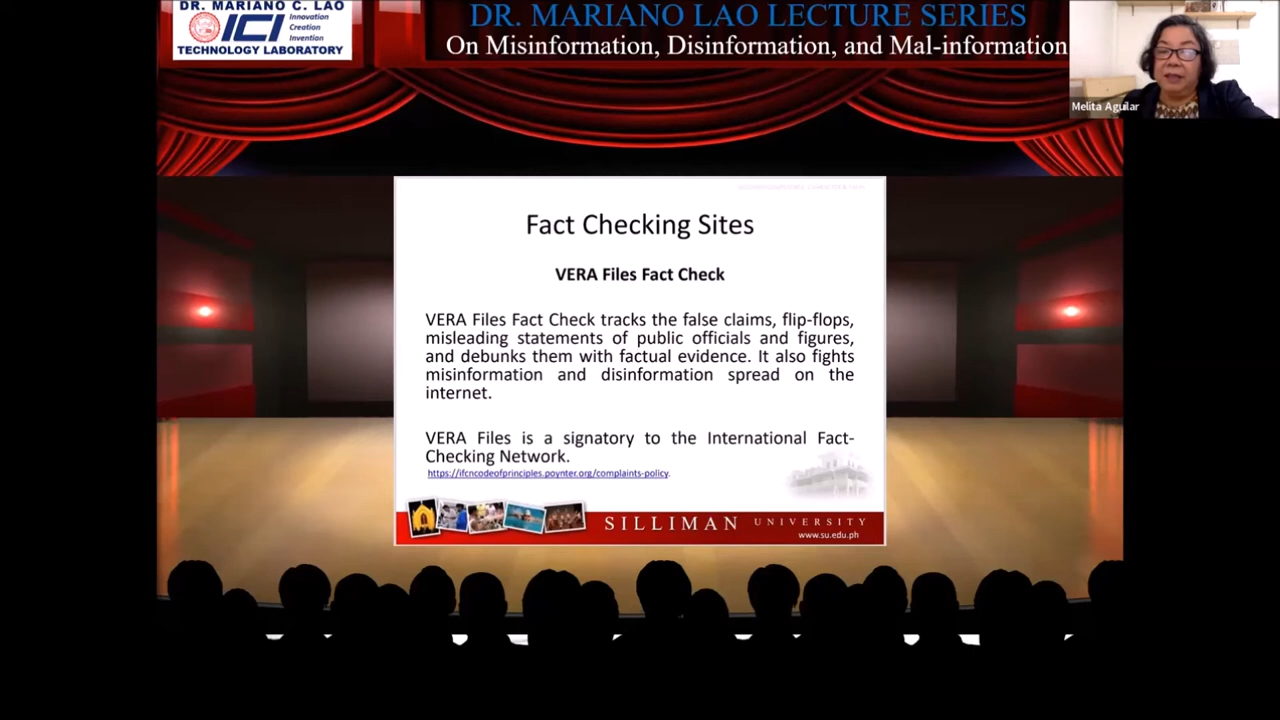 DR. MARIANO C. LAO
ICI
Innovation
Creation
Invention
TECHNOLOGY LABORATORY
DR. MARIANO LAO LECTURE SERIES
On Misinformation, Disinformation, and Mal-information
Melita Aguilar
Fact Checking Sites
VERA Files Fact Check
VERA Files Fact Check tracks the false claims, flip-flops,
misleading statements of public officials and figures,
and debunks them with factual evidence. It also fights
misinformation and disinformation spread on the
internet.
VERA Files is a signatory to the International Fact-
Checking Network.
https://ifcncodeofprinciples.poynter.org/complaints-policy.
SILLIMAN UNIVERSITY
www.su.edu.ph